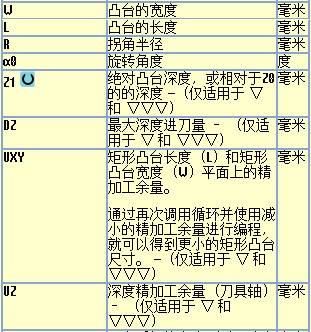 W 凸台的宽度 毫米
L 凸台的长度 毫米
R 拐角半径 毫米
α0 旋转角度 度
Z1 绝对凸台深度，或相对于Z0 毫米
的的深度 -（仅适用于 ▽
和 ▽▽▽）
DZ 最大深度进刀量 - （仅适 毫米
用于 ▽ 和 ▽▽▽）
UXY 矩形凸台长度（L）和矩形 毫米
凸台宽度（W）平面上的精
加工余量。
通过再次调用循环并使用减
小的精加工余量进行编程，
就可以得到更小的矩形凸台
尺寸。 -（仅适用于 ▽ 和
▽▽▽）
UZ 深度精加工余量（刀具轴） 毫米
- （仅适用于 ▽ 和
▽▽▽）